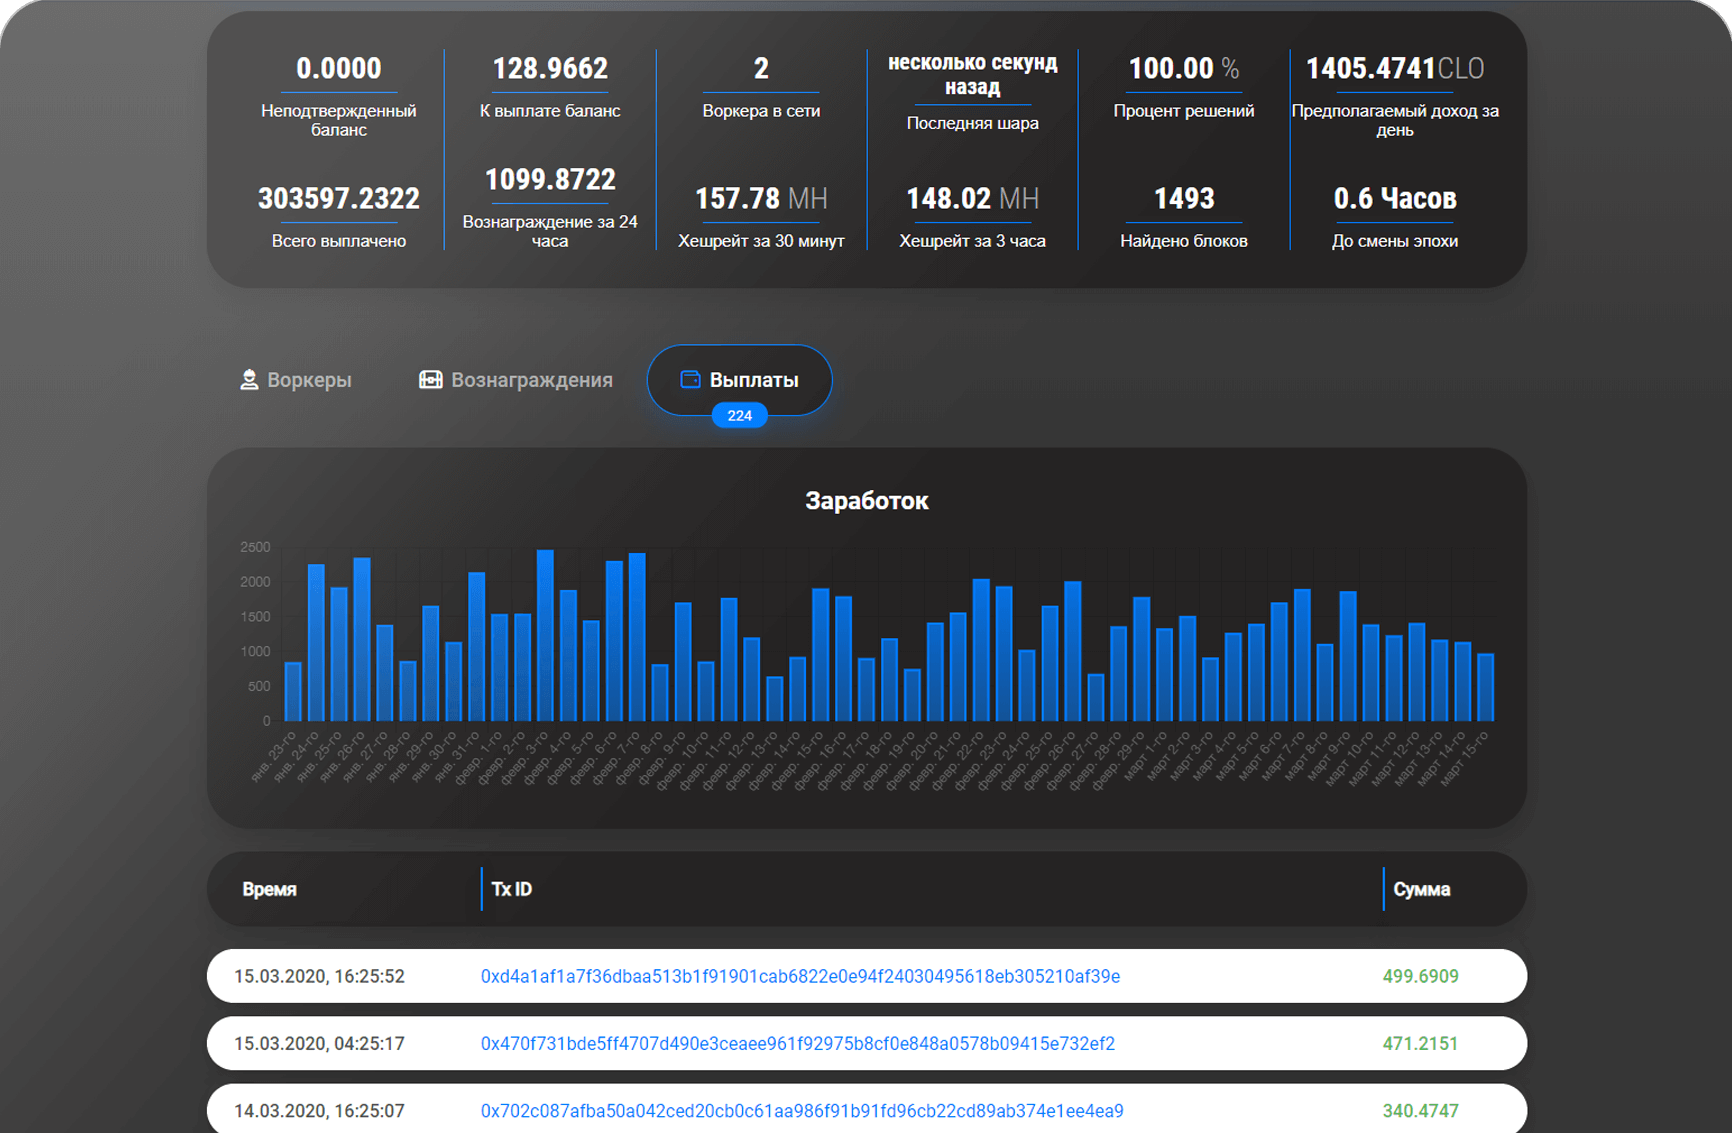 0.0000
Неподтвержденный
баланс
128.9662
К выплате баланс
2
Воркера в сети
несколько секунд
назад
Последняя шара
100.00 %
Процент решений
1405.4741CLO
Предполагаемый доход за
день
303597.2322
Всего выплачено
1099.8722
Вознаграждение за 24
часа
157.78 MH
Хешрейт за 30 минут
148.02 MH
Хешрейт за 3 часа
1493
Найдено блоков
0.6 Часов
До смены эпохи
Воркеры
Вознаграждения
Выплаты
224
Заработок
2500
2000
1500
1000
500
0
янв. 23-го
янв. 24-го
янв. 25-го
янв. 26-го
янв. 27-го
янв. 28-го
янв. 29-го
янв. 30-го
янв. 31-го
февр. 1-го
февр. 2-го
февр. 3-го
февр. 4-го
февр. 5-го
февр. 6-го
февр. 7-го
февр. 8-го
февр. 9-го
февр. 10-го
февр. 11-го
февр. 12-го
февр. 13-го
февр. 14-го
февр. 15-го
февр. 16-го
февр. 17-го
февр. 18-го
февр. 19-го
февр. 20-го
февр. 21-го
февр. 22-го
февр. 23-го
февр. 24-го
февр. 25-го
февр. 26-го
февр. 27-го
февр. 28-го
февр. 29-го
март 1-го
март 2-го
март 3-го
март 4-го
март 5-го
март 6-го
март 7-го
март 8-го
март 9-го
март 10-го
март 11-го
март 12-го
март 13-го
март 14-го
март 15-го
Время
Tx ID
Сумма
15.03.2020, 16:25:52
0xd4a1af1a7f36dbaa513b1f91901cab6822e0e94f24030495618eb305210af39e
499.6909
15.03.2020, 04:25:17
0x470f731bde5ff4707d490e3ceaee961f92975b8cf0e848a0578b09415e732ef2
471.2151
14.03.2020, 16:25:07
0x702c087afba50a042ced20cb0c61aa986f91b91fd96cb22cd89ab374e1ee4ea9
340.4747